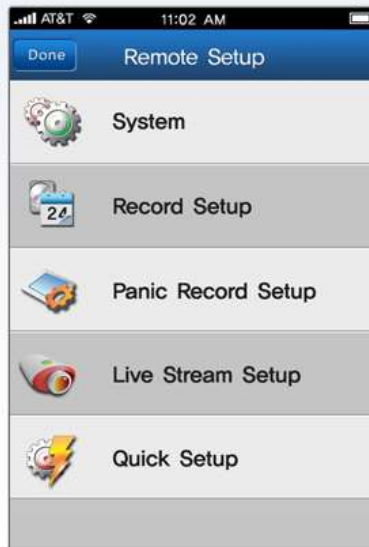 AT&T 11:02 AM
Done Remote Setup
System
24
Record Setup
Panic Record Setup
Live Stream Setup
Quick Setup